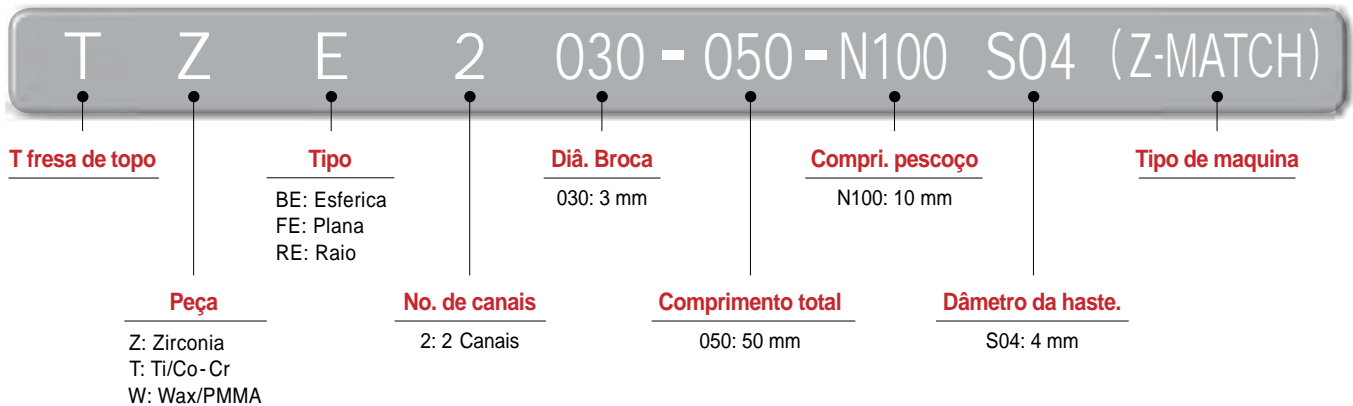 T Z E 2 030 - 050 - N100 S04 (Z-MATCH)
T fresa de topo
Tipo
BE: Esferica
FE: Plana
RE: Raio
Diâ. Broca
030: 3 mm
Compri. pescoço
N100: 10 mm
Tipo de maquina
Peça
Z: Zirconia
T: Ti/Co-Cr
W: Wax/PMMA
No. de canais
2: 2 Canais
Comprimento total
050: 50 mm
Dâmetro da haste.
S04: 4 mm